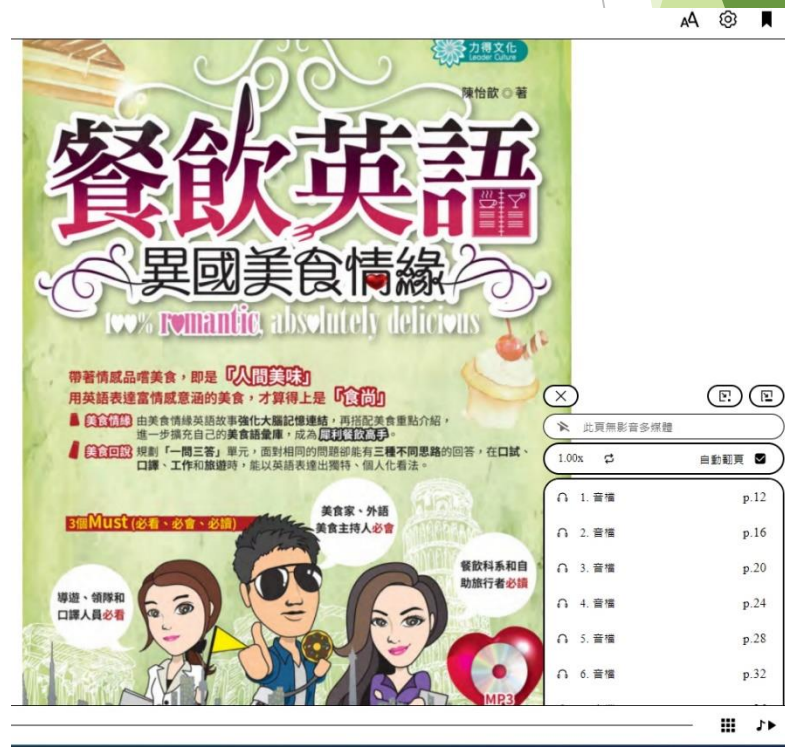 AA
力得文化
Leader Culture
陳怡歆◎著
餐飲英語
異國美食情緣
100% romantic, absolutely delicious
帶著情感品嚐美食，即是『人間美味』
用英語表達富情感意涵的美食，才算得上是『食尚』
美食情緣 由美食情緣英語故事強化大腦記憶連結，再搭配美食重點介紹，
進一步擴充自己的美食語彙庫，成為犀利餐飲高手。
美食口說 規劃「一問三答」單元，面對相同的問題卻能有三種不同思路的回答，在口試、
口譯、工作和旅遊時，能以英語表達出獨特、個人化看法。
3個Must (必看、必會、必讀)
導遊、領隊和
口譯人員必看
美食家、外語
美食主持人必會
餐飲科系和自
助旅行者必讀
MP3
此頁無影音多媒體
1.00x 自動翻頁
1. 音檔 p.12
2. 音檔 p.16
3. 音檔 p.20
4. 音檔 p.24
5. 音檔 p.28
6. 音檔 p.32